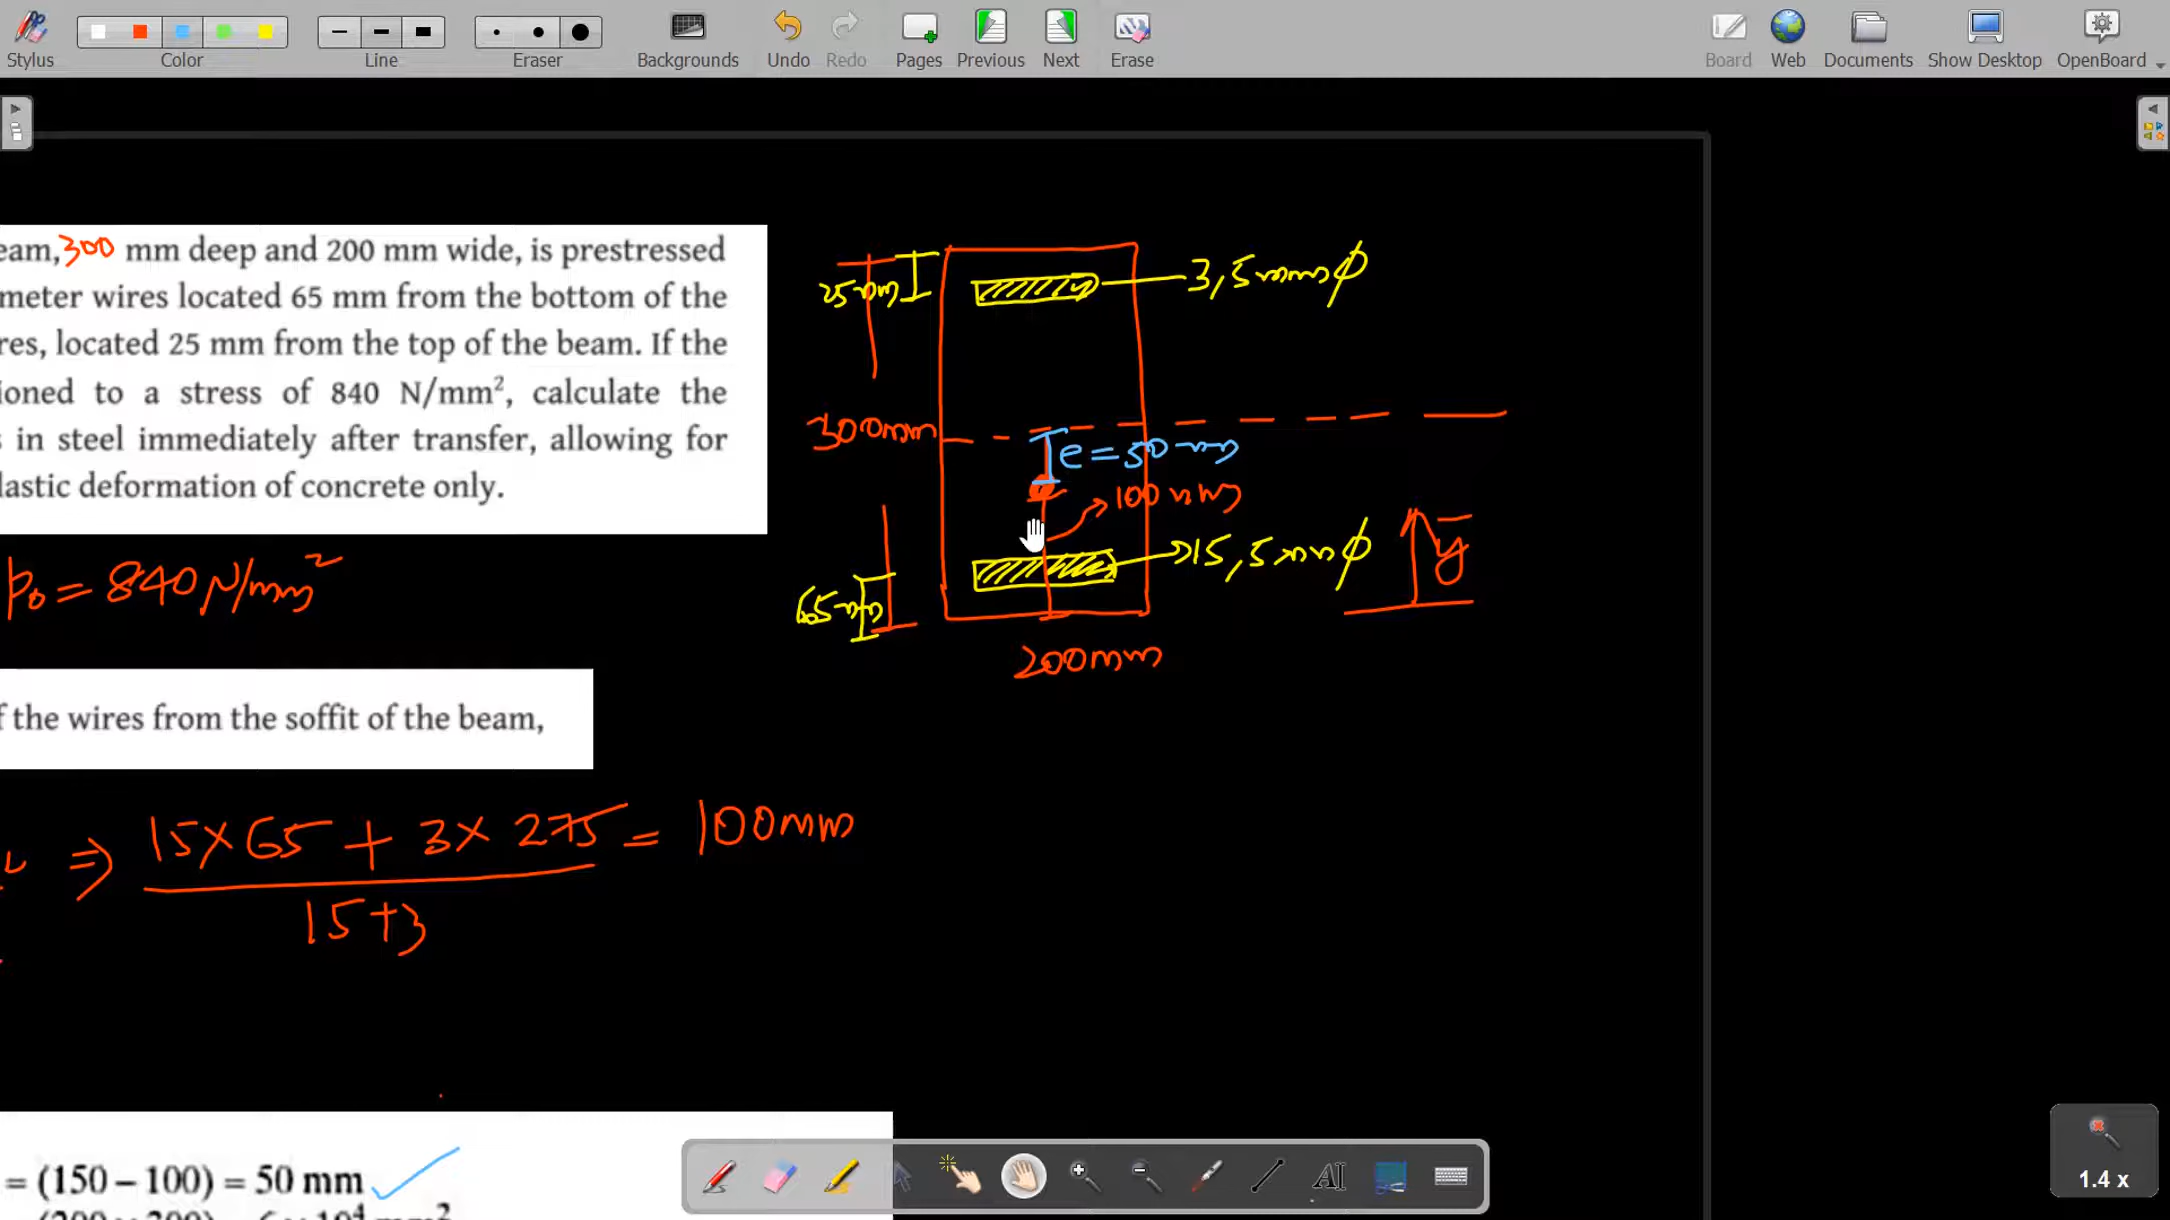 Stylus Color Line Eraser Backgrounds Undo Redo Pages Previous Next Erase Board Web Documents Show Desktop OpenBoard
eam, 300 mm deep and 200 mm wide, is prestressed
meter wires located 65 mm from the bottom of the
res, located 25 mm from the top of the beam. If the
ioned to a stress of 840 N/mm², calculate the
s in steel immediately after transfer, allowing for
lastic deformation of concrete only.
25mm
3,5mmϕ
300mm
e = 50 mm
100 mm
15,5mmϕ
y̅
65mm
200mm
P₀ = 840 N/mm²
f the wires from the soffit of the beam,
⇒ 15×65 + 3×275 = 100mm
15+3
= (150 – 100) = 50 mm
AI
1.4 x